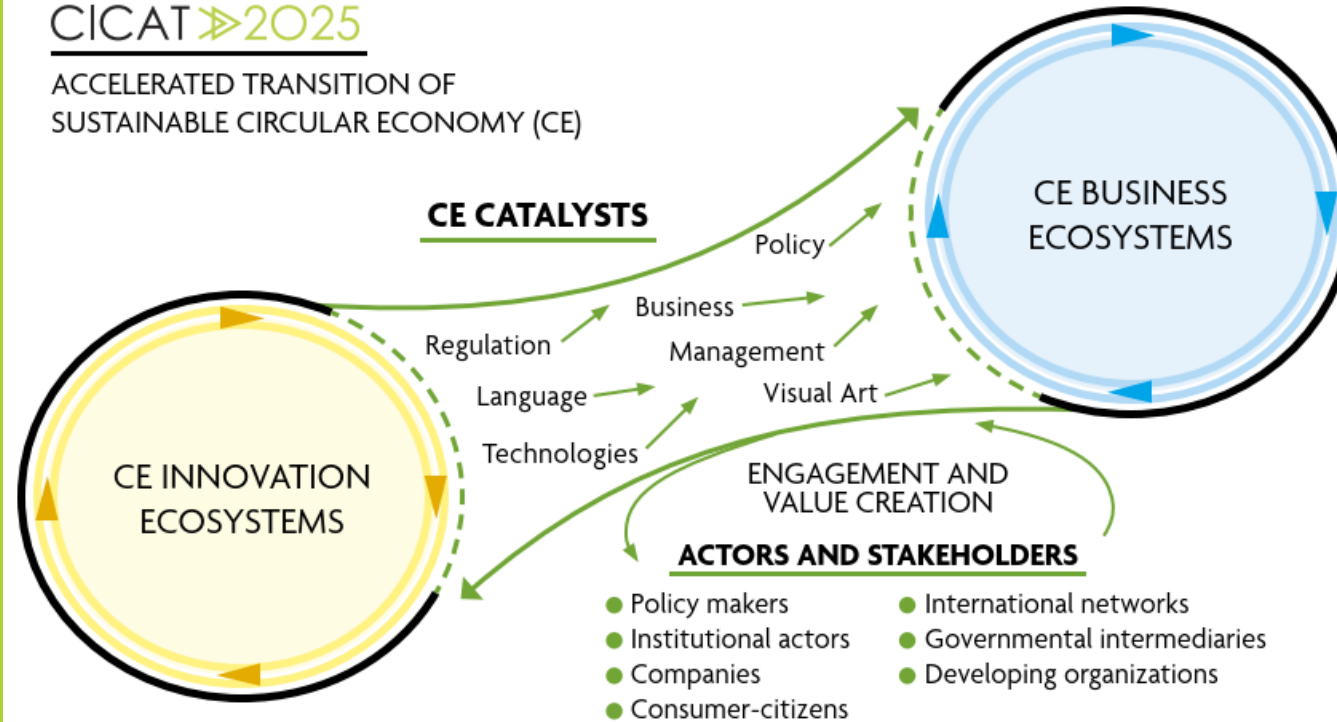 CICAT 2025
ACCELERATED TRANSITION OF
SUSTAINABLE CIRCULAR ECONOMY (CE)
CE CATALYSTS
Policy
Business
Regulation
Management
Language
Visual Art
Technologies
CE BUSINESS
ECOSYSTEMS
CE INNOVATION
ECOSYSTEMS
ENGAGEMENT AND
VALUE CREATION
ACTORS AND STAKEHOLDERS
Policy makers
Institutional actors
Companies
Consumer-citizens
International networks
Governmental intermediaries
Developing organizations